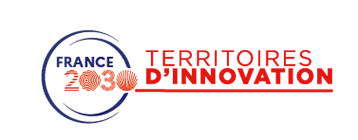 FRANCE
2030
TERRITOIRES
D'INNOVATION